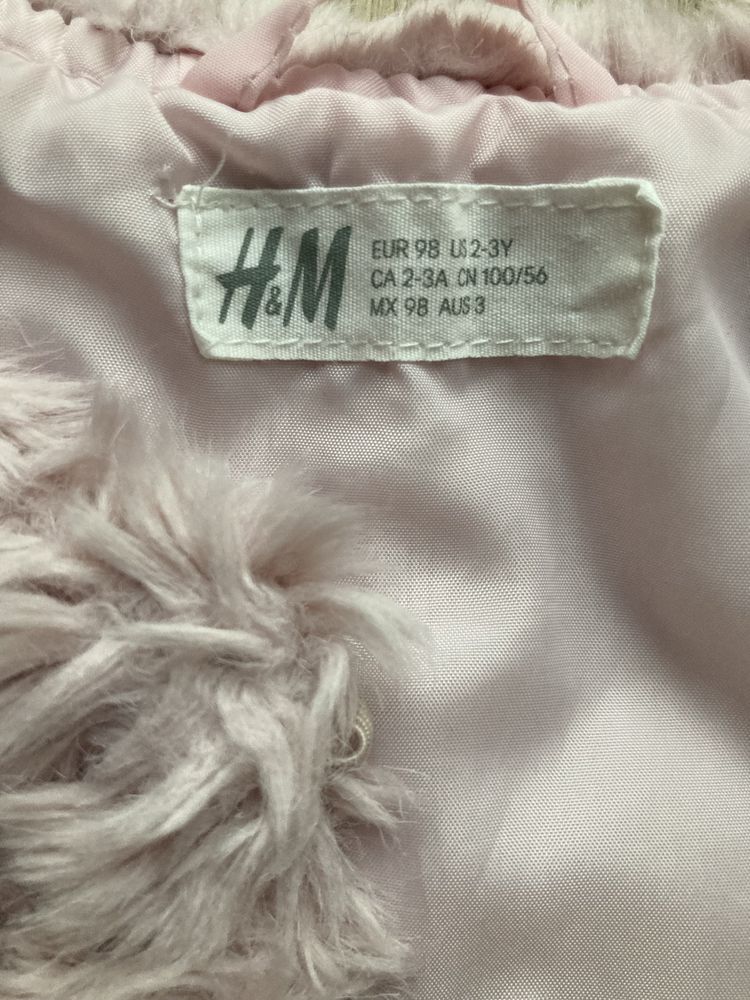 H&M
EUR 98 US 2-3Y
CA 2-3A CN 100/56
MX 98 AUS 3